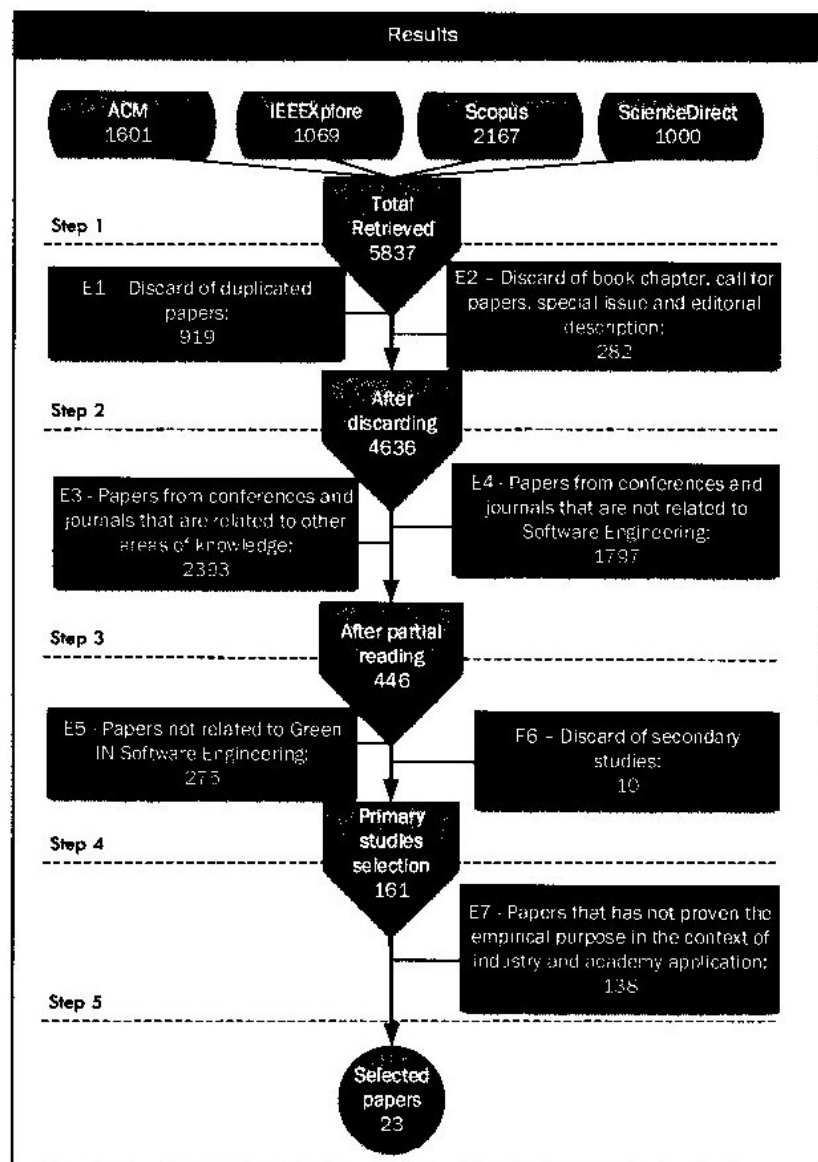 Results
ACM
1601
IEEEXplore
1069
Scopus
2167
ScienceDirect
1000
Total
Retrieved
5837
Step 1
E1 – Discard of duplicated
papers:
919
E2 – Discard of book chapter, call for
papers, special issue and editorial
description:
282
After
discarding
4636
Step 2
E3 - Papers from conferences and
journals that are related to other
areas of knowledge:
2393
E4 - Papers from conferences and
journals that are not related to
Software Engineering:
1797
After partial
reading
446
Step 3
E5 - Papers not related to Green
IN Software Engineering:
275
E6 – Discard of secondary
studies:
10
Primary
studies
selection
161
Step 4
E7 - Papers that has not proven the
empirical purpose in the context of
industry and academy application:
138
Step 5
Selected
papers
23